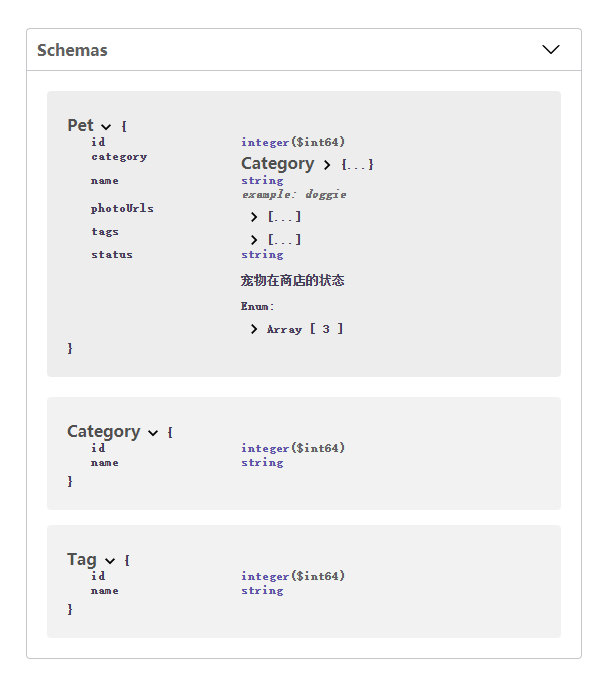 Schemas
Pet {
id integer($int64)
category Category {...}
name string
example: doggie
photoUrls [...]
tags [...]
status string
宠物在商店的状态
Enum:
Array [ 3 ]
}
Category {
id integer($int64)
name string
}
Tag {
id integer($int64)
name string
}